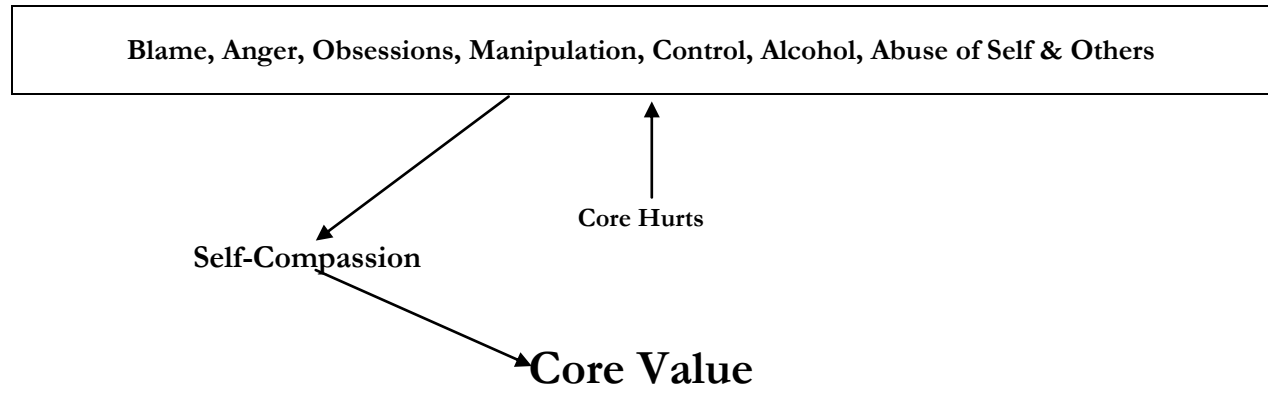 Blame, Anger, Obsessions, Manipulation, Control, Alcohol, Abuse of Self & Others
Core Hurts
Self-Compassion
Core Value